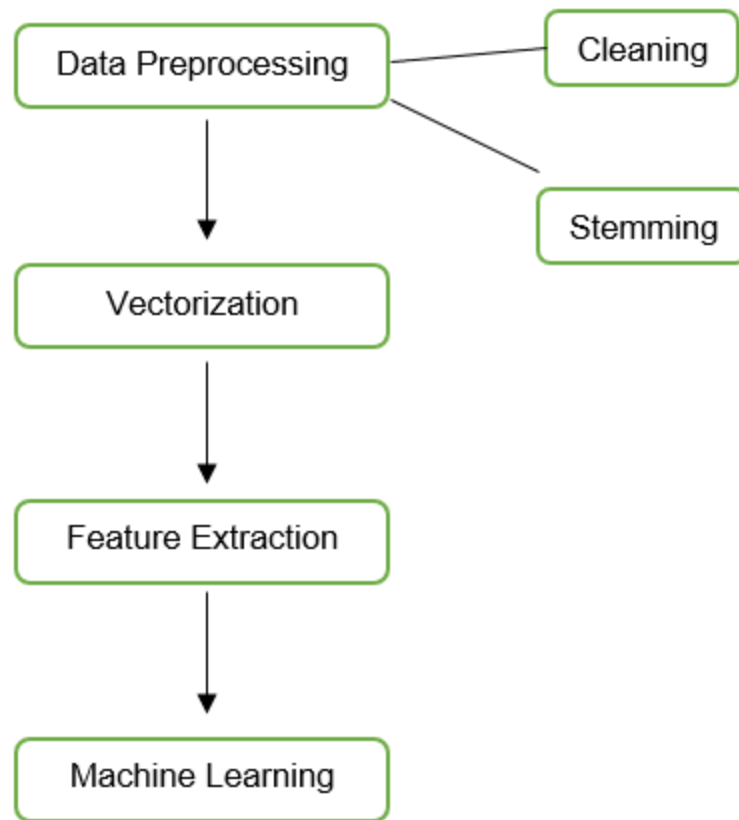 Data Preprocessing
Cleaning
Stemming
Vectorization
Feature Extraction
Machine Learning